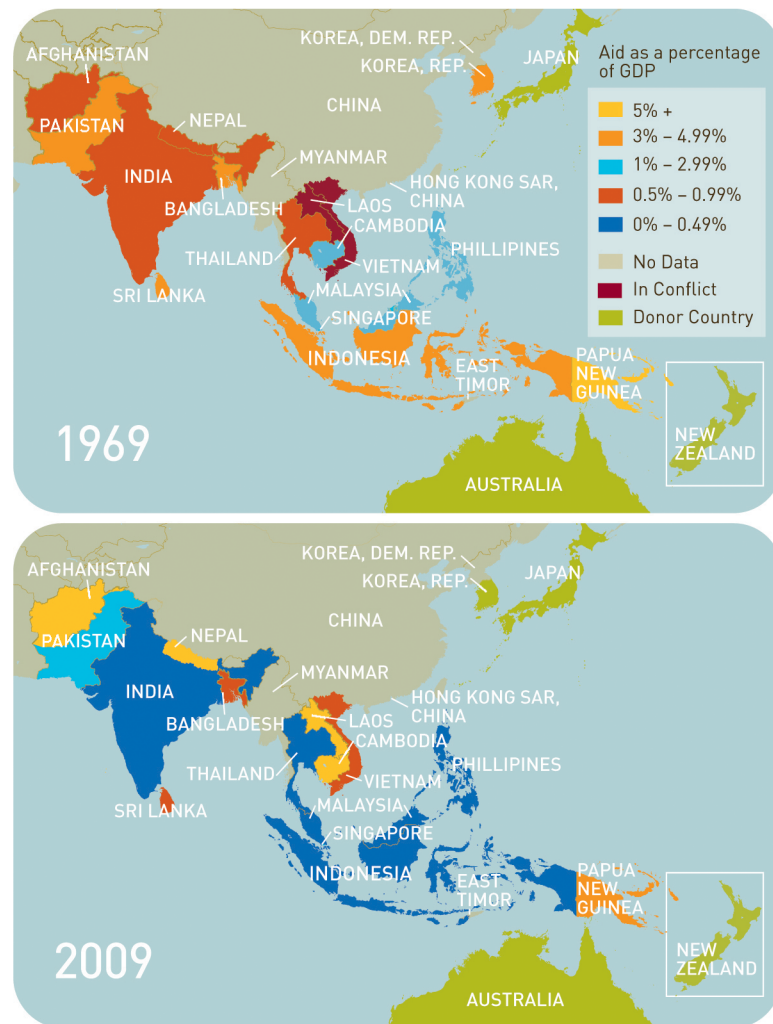 AFGHANISTAN
KOREA, DEM. REP.
KOREA, REP.
JAPAN
Aid as a percentage
of GDP
5% +
3% – 4.99%
1% – 2.99%
0.5% – 0.99%
0% – 0.49%
No Data
In Conflict
Donor Country
CHINA
PAKISTAN
NEPAL
MYANMAR
INDIA
HONG KONG SAR,
CHINA
BANGLADESH
LAOS
CAMBODIA
PHILLIPINES
THAILAND
VIETNAM
SRI LANKA
MALAYSIA
SINGAPORE
INDONESIA
EAST
TIMOR
PAPUA
NEW
GUINEA
1969
NEW
ZEALAND
AUSTRALIA
KOREA, DEM. REP.
AFGHANISTAN
KOREA, REP.
JAPAN
CHINA
PAKISTAN
NEPAL
MYANMAR
INDIA
HONG KONG SAR,
CHINA
BANGLADESH
LAOS
CAMBODIA
PHILLIPINES
THAILAND
VIETNAM
SRI LANKA
MALAYSIA
SINGAPORE
INDONESIA
EAST
TIMOR
PAPUA
NEW
GUINEA
2009
NEW
ZEALAND
AUSTRALIA